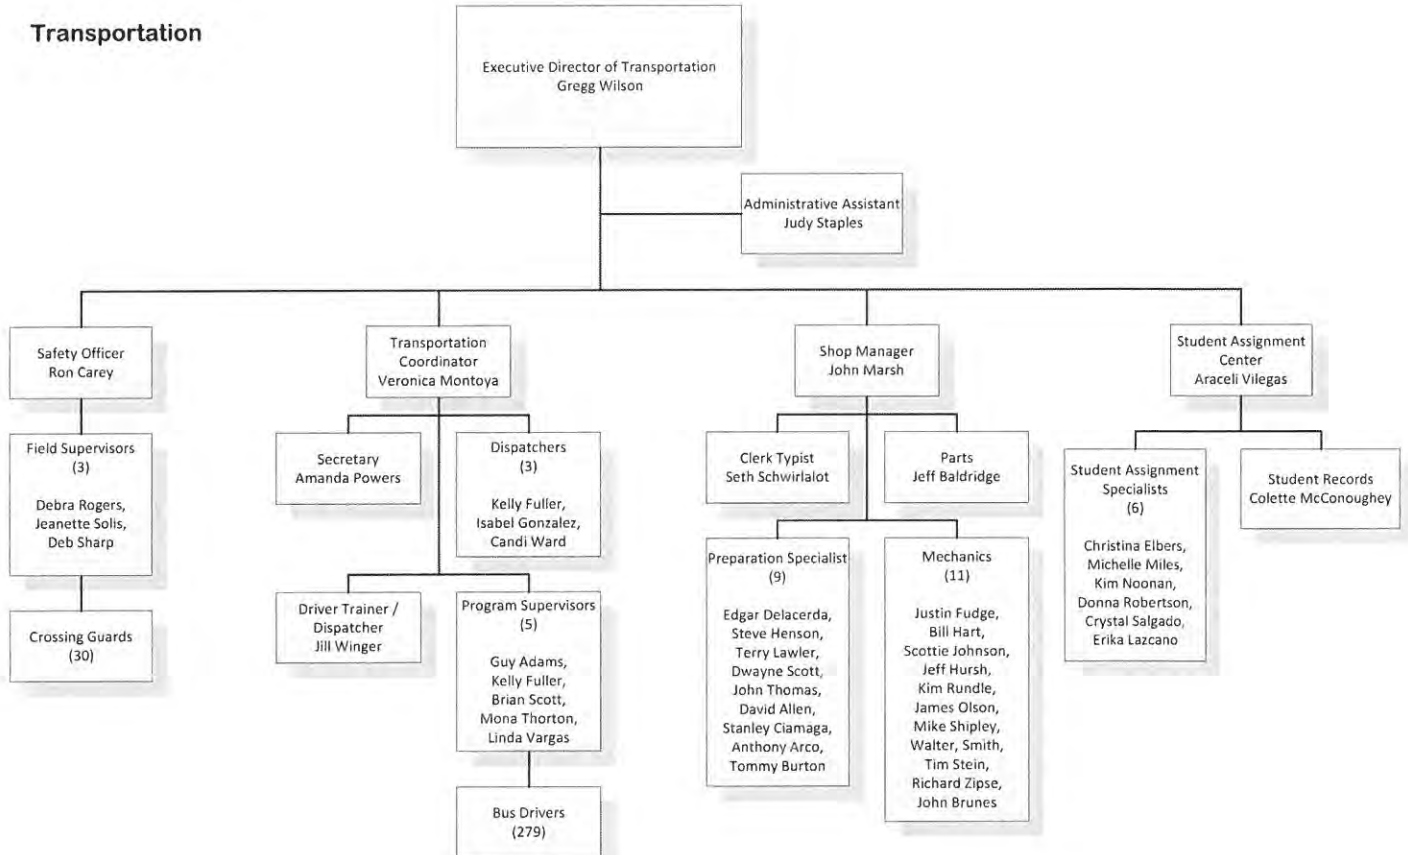 Transportation
Executive Director of Transportation
Gregg Wilson
Administrative Assistant
Judy Staples
Safety Officer
Ron Carey
Transportation
Coordinator
Veronica Montoya
Shop Manager
John Marsh
Student Assignment
Center
Araceli Vilegas
Field Supervisors
(3)
Debra Rogers,
Jeanette Solis,
Deb Sharp
Secretary
Amanda Powers
Dispatchers
(3)
Kelly Fuller,
Isabel Gonzalez,
Candi Ward
Clerk Typist
Seth Schwirlalot
Parts
Jeff Baldridge
Student Assignment
Specialists
(6)
Christina Elbers,
Michelle Miles,
Kim Noonan,
Donna Robertson,
Crystal Salgado,
Erika Lazcano
Student Records
Colette McConoughey
Crossing Guards
(30)
Driver Trainer /
Dispatcher
Jill Winger
Program Supervisors
(5)
Guy Adams,
Kelly Fuller,
Brian Scott,
Mona Thorton,
Linda Vargas
Preparation Specialist
(9)
Edgar Delacerda,
Steve Henson,
Terry Lawler,
Dwayne Scott,
John Thomas,
David Allen,
Stanley Ciamaga,
Anthony Arco,
Tommy Burton
Mechanics
(11)
Justin Fudge,
Bill Hart,
Scottie Johnson,
Jeff Hursh,
Kim Rundle,
James Olson,
Mike Shipley,
Walter, Smith,
Tim Stein,
Richard Zipse,
John Brunes
Bus Drivers
(279)